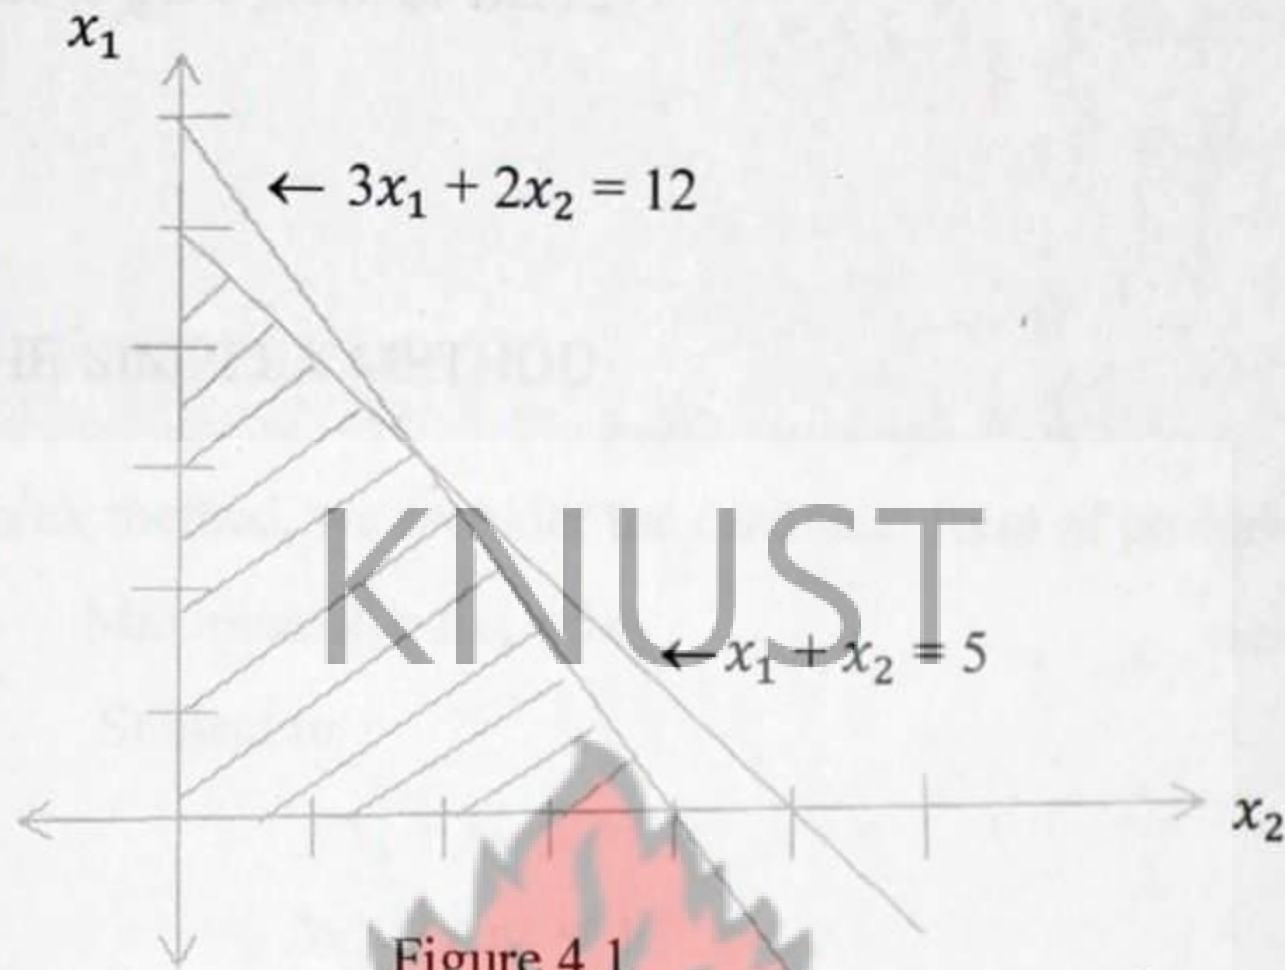 x₁
← 3x₁ + 2x₂ = 12
KNUST
← x₁ + x₂ = 5
x₂
Figure 4.1